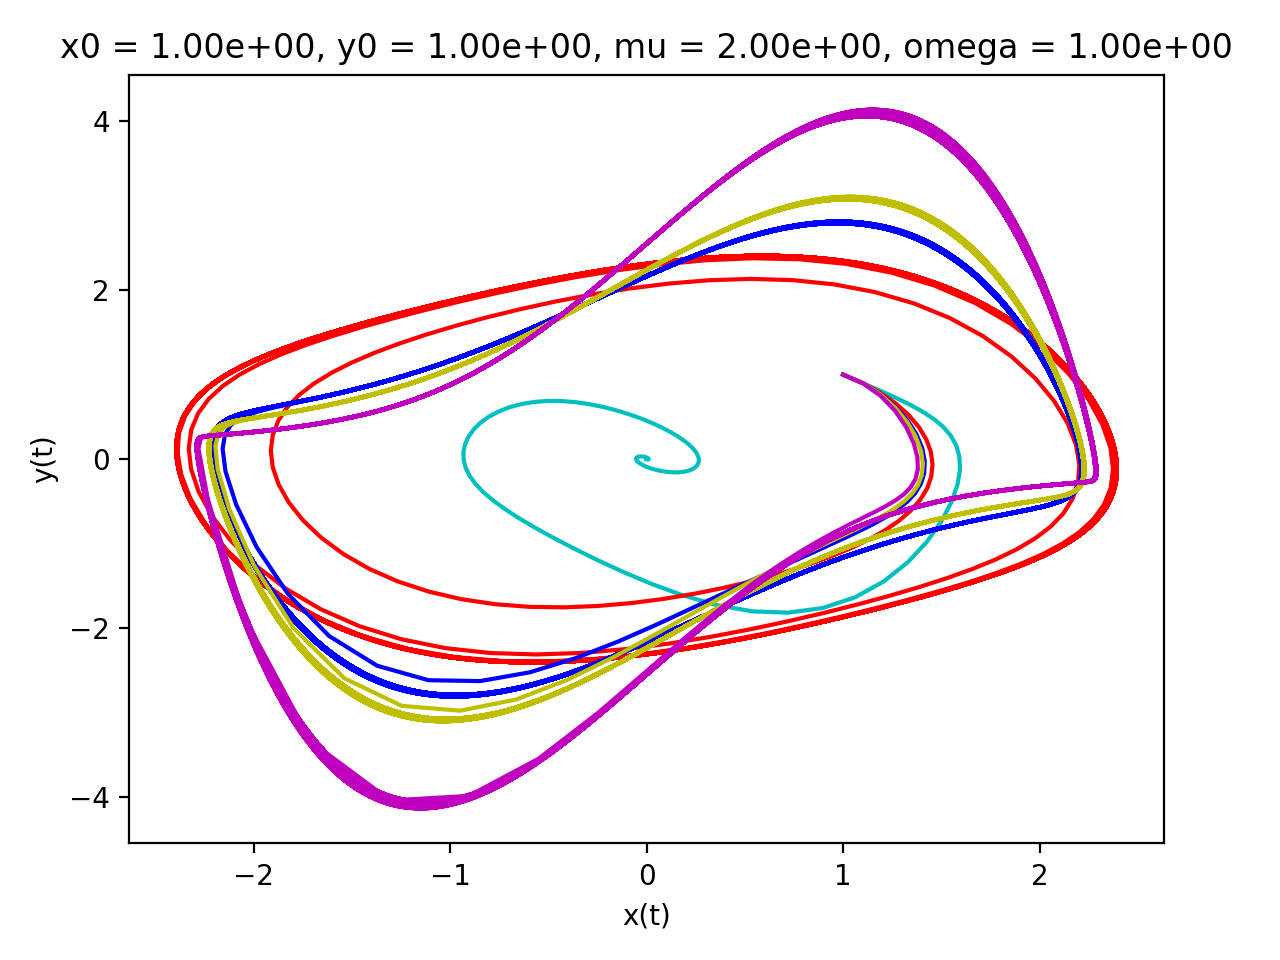 x0 = 1.00e+00, y0 = 1.00e+00, mu = 2.00e+00, omega = 1.00e+00
4
2
0
−2
−4
y(t)
−2 −1 0 1 2
x(t)